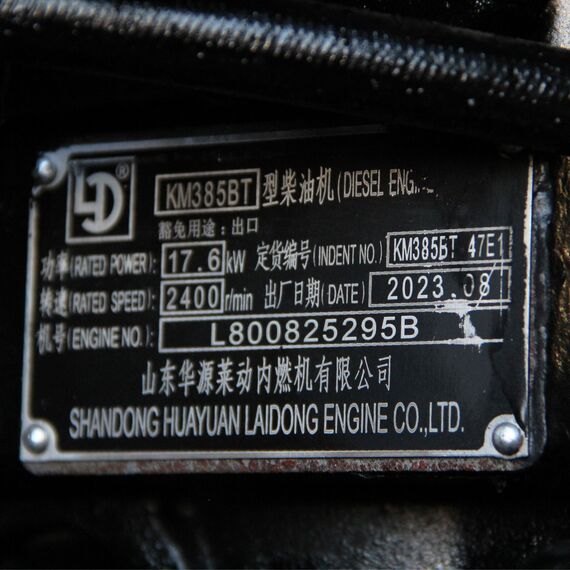 LD® KM385BT 型柴油机(DIESEL ENGINE
豁免用途：出口
功率(RATED POWER): 17.6 kW 定货编号(INDENT NO.) KM385BT 47E1
转速(RATED SPEED): 2400 r/min 出厂日期(DATE) 2023.08
机号(ENGINE NO.): L800825295B
山东华源莱动内燃机有限公司
SHANDONG HUAYUAN LAIDONG ENGINE CO.,LTD.